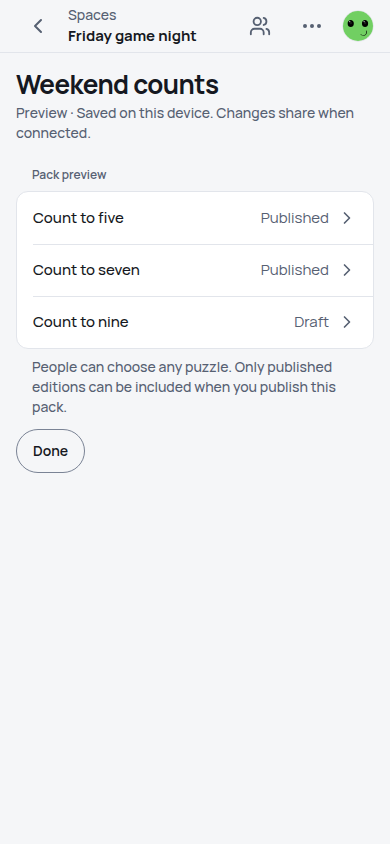 Spaces
Friday game night
Weekend counts
Preview · Saved on this device. Changes share when
connected.
Pack preview
Count to five
Published
Count to seven
Published
Count to nine
Draft
People can choose any puzzle. Only published
editions can be included when you publish this
pack.
Done